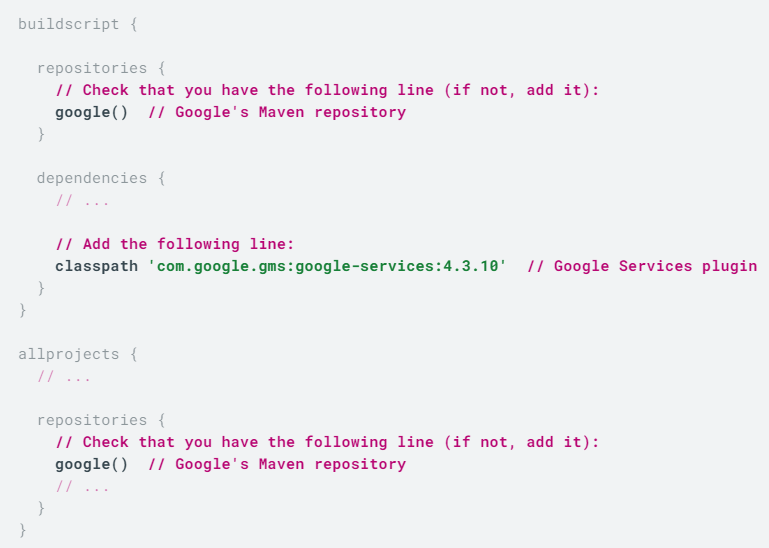 buildscript {
repositories {
// Check that you have the following line (if not, add it):
google()  // Google's Maven repository
}
dependencies {
// ...
// Add the following line:
classpath 'com.google.gms:google-services:4.3.10'  // Google Services plugin
}
}
allprojects {
// ...
repositories {
// Check that you have the following line (if not, add it):
google()  // Google's Maven repository
// ...
}
}